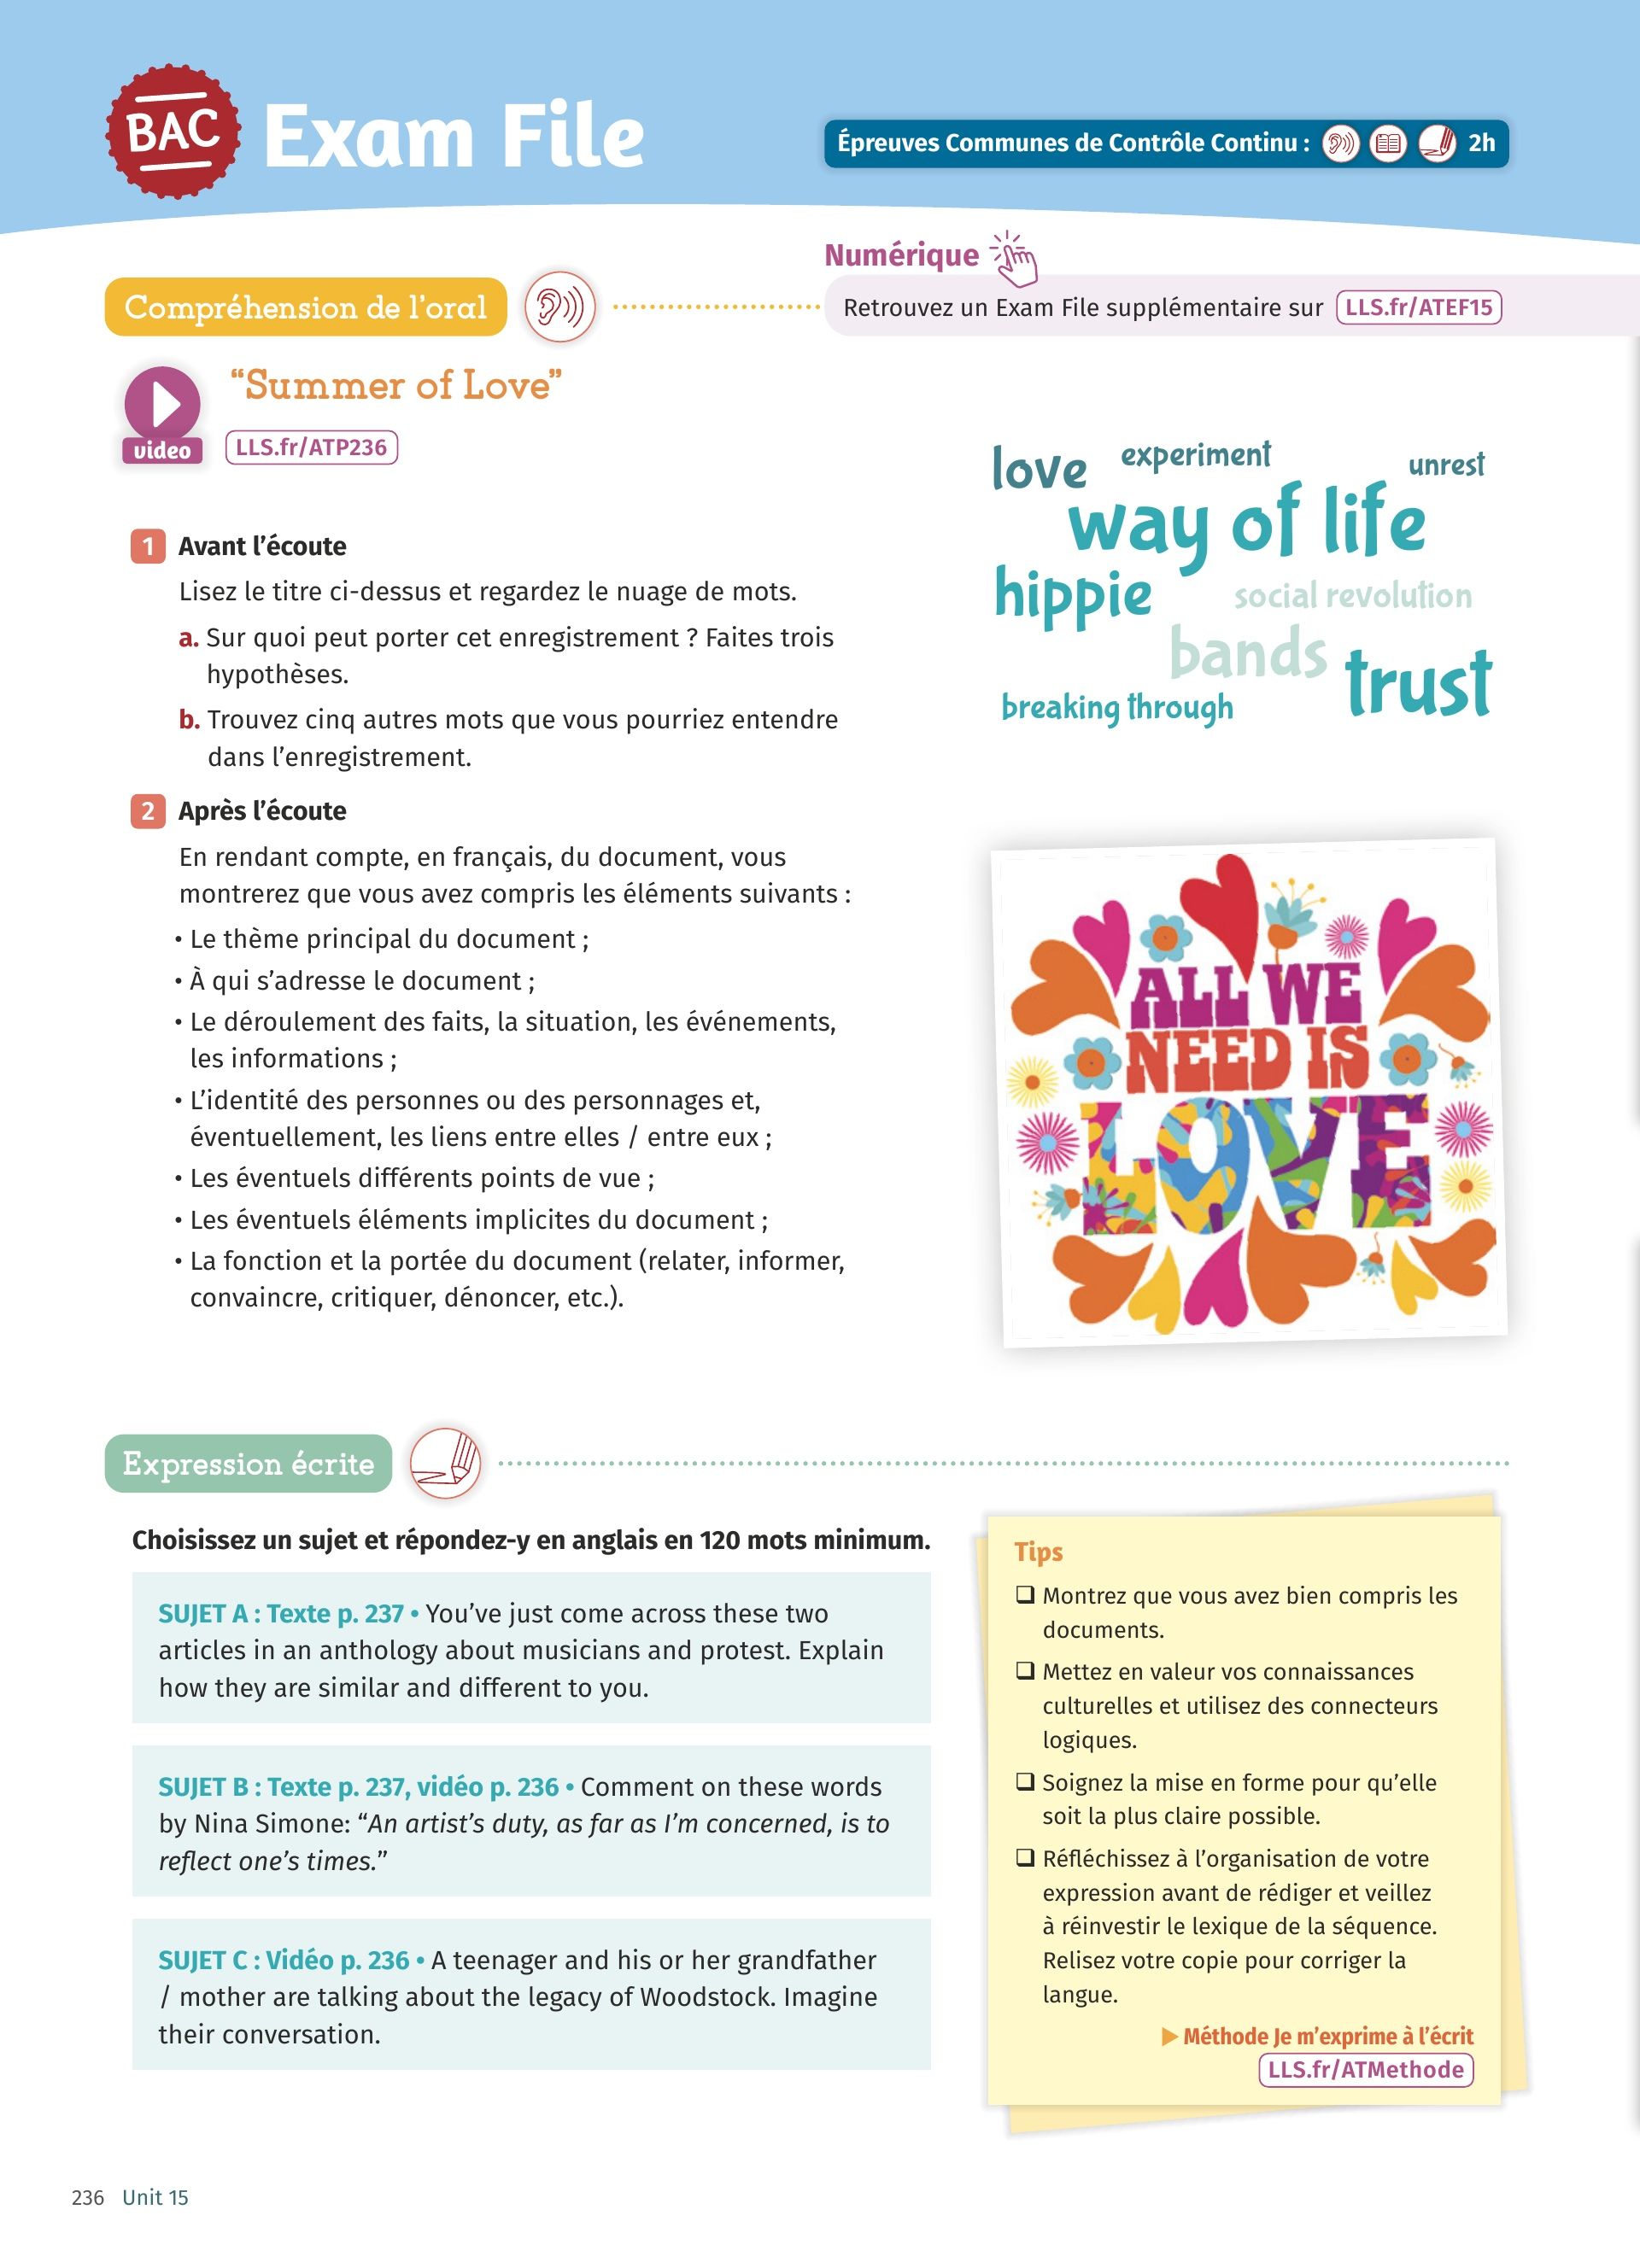 BAC
Exam File
Épreuves Communes de Contrôle Continu : 2h
Numérique
Compréhension de l'oral
Retrouvez un Exam File supplémentaire sur LLS.fr/ATEF15
“Summer of Love”
video
LLS.fr/ATP236
love experiment unrest
way of life
hippie social revolution
bands trust
breaking through
1 Avant l'écoute
Lisez le titre ci-dessus et regardez le nuage de mots.
a. Sur quoi peut porter cet enregistrement ? Faites trois
hypothèses.
b. Trouvez cinq autres mots que vous pourriez entendre
dans l'enregistrement.
2 Après l'écoute
En rendant compte, en français, du document, vous
montrerez que vous avez compris les éléments suivants :
• Le thème principal du document ;
• À qui s'adresse le document ;
• Le déroulement des faits, la situation, les événements,
les informations ;
• L'identité des personnes ou des personnages et,
éventuellement, les liens entre elles / entre eux ;
• Les éventuels différents points de vue ;
• Les éventuels éléments implicites du document ;
• La fonction et la portée du document (relater, informer,
convaincre, critiquer, dénoncer, etc.).
ALL WE
NEED IS
LOVE
Expression écrite
Choisissez un sujet et répondez-y en anglais en 120 mots minimum.
SUJET A : Texte p. 237 • You've just come across these two
articles in an anthology about musicians and protest. Explain
how they are similar and different to you.
SUJET B : Texte p. 237, vidéo p. 236 • Comment on these words
by Nina Simone: “An artist's duty, as far as I'm concerned, is to
reflect one's times.”
SUJET C : Vidéo p. 236 • A teenager and his or her grandfather
/ mother are talking about the legacy of Woodstock. Imagine
their conversation.
Tips
❑ Montrez que vous avez bien compris les
documents.
❑ Mettez en valeur vos connaissances
culturelles et utilisez des connecteurs
logiques.
❑ Soignez la mise en forme pour qu'elle
soit la plus claire possible.
❑ Réfléchissez à l'organisation de votre
expression avant de rédiger et veillez
à réinvestir le lexique de la séquence.
Relisez votre copie pour corriger la
langue.
▶ Méthode Je m'exprime à l'écrit
LLS.fr/ATMethode
236 Unit 15